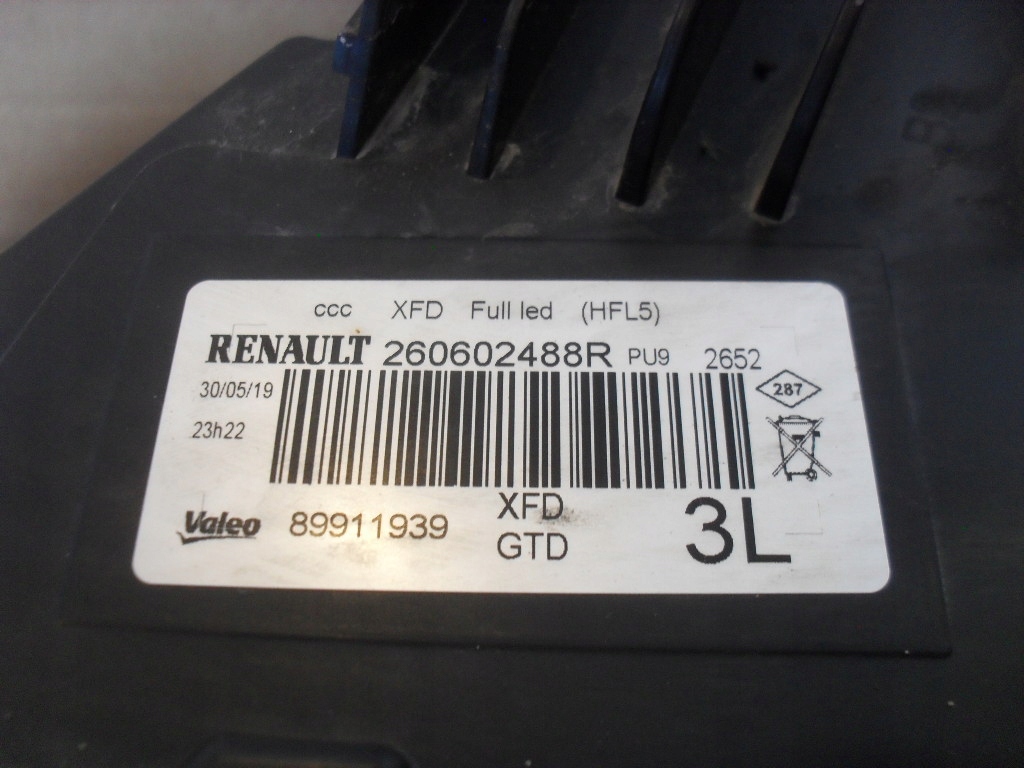 ccc XFD Full led (HFL5)
RENAULT 260602488R PU9 2652
30/05/19
287
23h22
Valeo 89911939 XFD
GTD
3L